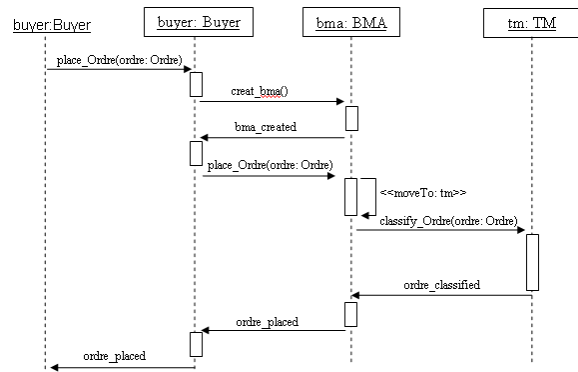 buyer:Buyer
buyer: Buyer
bma: BMA
tm: TM
place_Ordre(ordre: Ordre)
creat_bma()
bma_created
place_Ordre(ordre: Ordre)
<<moveTo: tm>>
classify_Ordre(ordre: Ordre)
ordre_classified
ordre_placed
ordre_placed